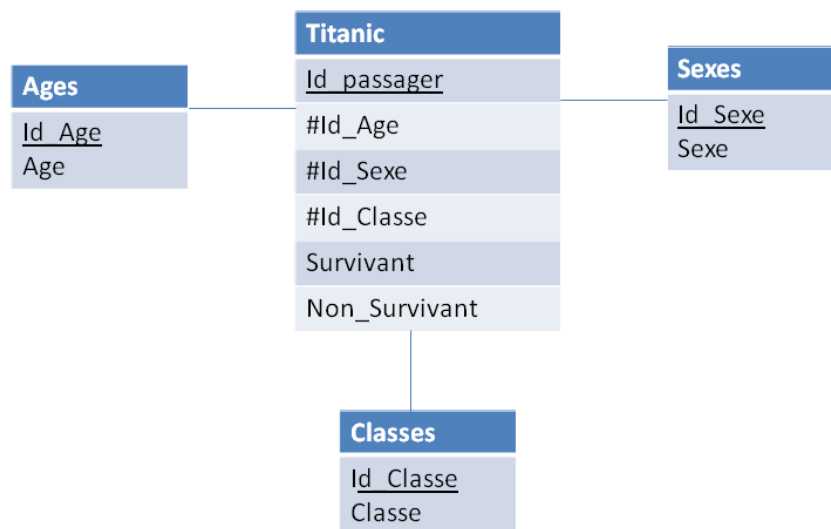 Titanic
Id_passager
#Id_Age
#Id_Sexe
#Id_Classe
Survivant
Non_Survivant
Ages
Id_Age
Age
Sexes
Id_Sexe
Sexe
Classes
Id_Classe
Classe